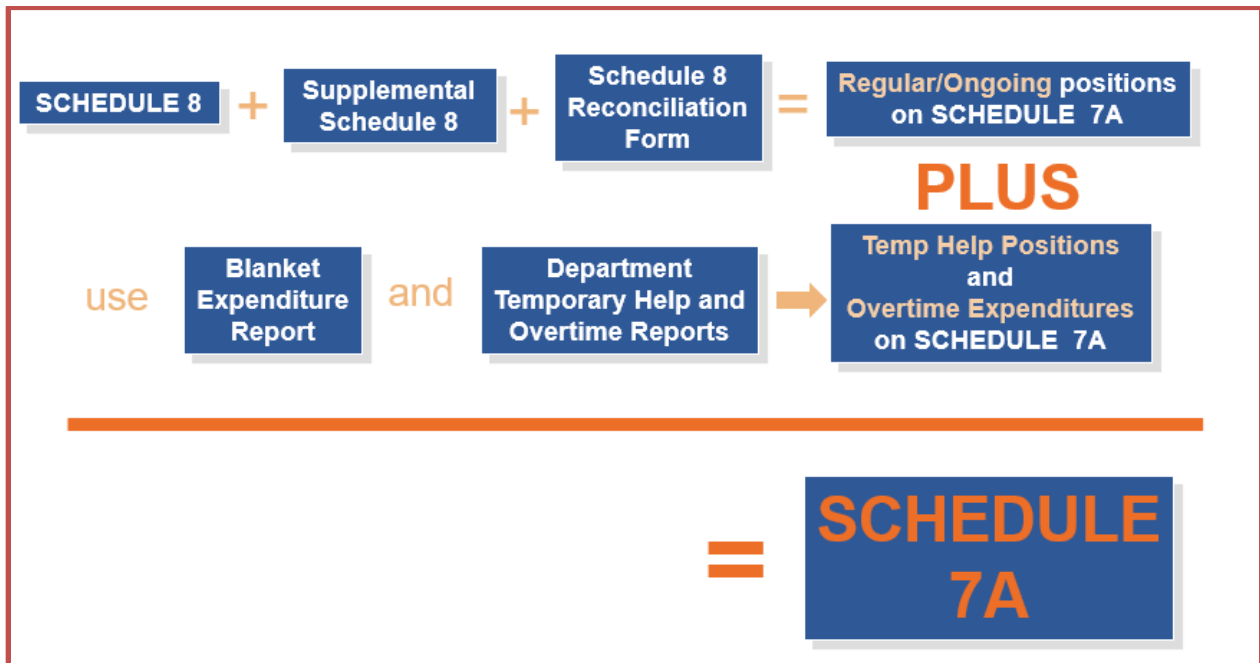 SCHEDULE 8
+
Supplemental
Schedule 8
+
Schedule 8
Reconciliation
Form
=
Regular/Ongoing positions
on SCHEDULE 7A
PLUS
use
Blanket
Expenditure
Report
and
Department
Temporary Help and
Overtime Reports
Temp Help Positions
and
Overtime Expenditures
on SCHEDULE 7A
=
SCHEDULE
7A